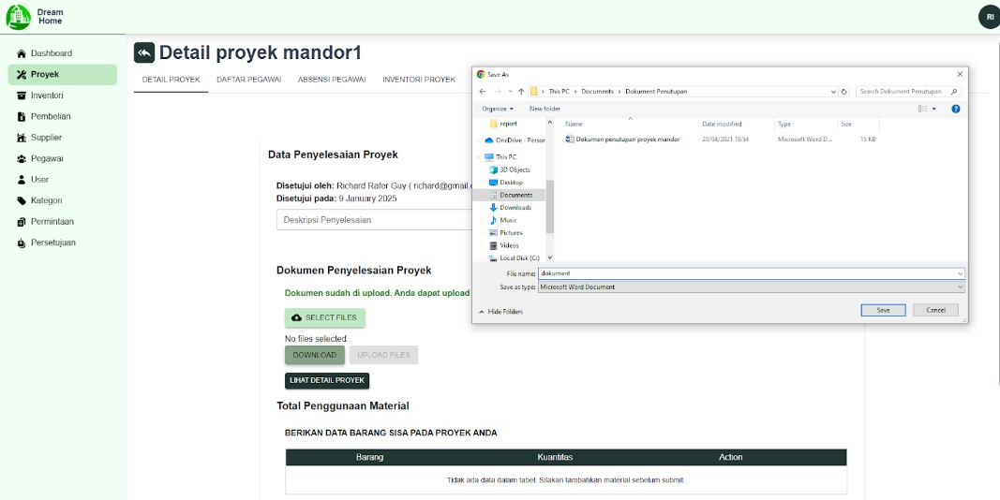 Dream
Home
RI
Dashboard
Proyek
Inventori
Pembelian
Supplier
Pegawai
User
Kategori
Permintaan
Persetujuan
Detail proyek mandor1
DETAIL PROYEK
DAFTAR PEGAWAI
ABSENSI PEGAWAI
INVENTORI PROYEK
Data Penyelesaian Proyek
Disetujui oleh: Richard Rafer Guy ( richard@gmail.c
Disetujui pada: 9 January 2025
Deskripsi Penyelesaian
Dokumen Penyelesaian Proyek
Dokumen sudah di upload. Anda dapat upload
SELECT FILES
No files selected.
DOWNLOAD
UPLOAD FILES
LIHAT DETAIL PROYEK
Total Penggunaan Material
BERIKAN DATA BARANG SISA PADA PROYEK ANDA
Barang Kuantitas Action
Tidak ada data dalam tabel. Silakan tambahkan material sebelum submit.
Save As
This PC > Documents > Dokument Penutupan
Search Dokument Penutupan
Organize
New folder
report
OneDrive - Person
This PC
3D Objects
Desktop
Documents
Downloads
Music
Pictures
Videos
Local Disk (C:)
Name Date modified Type Size
Dokumen penutupan proyek mandor 20/04/2021 19:54 Microsoft Word D... 15 KB
File name: dokument
Save as type: Microsoft Word Document
Hide Folders
Save
Cancel